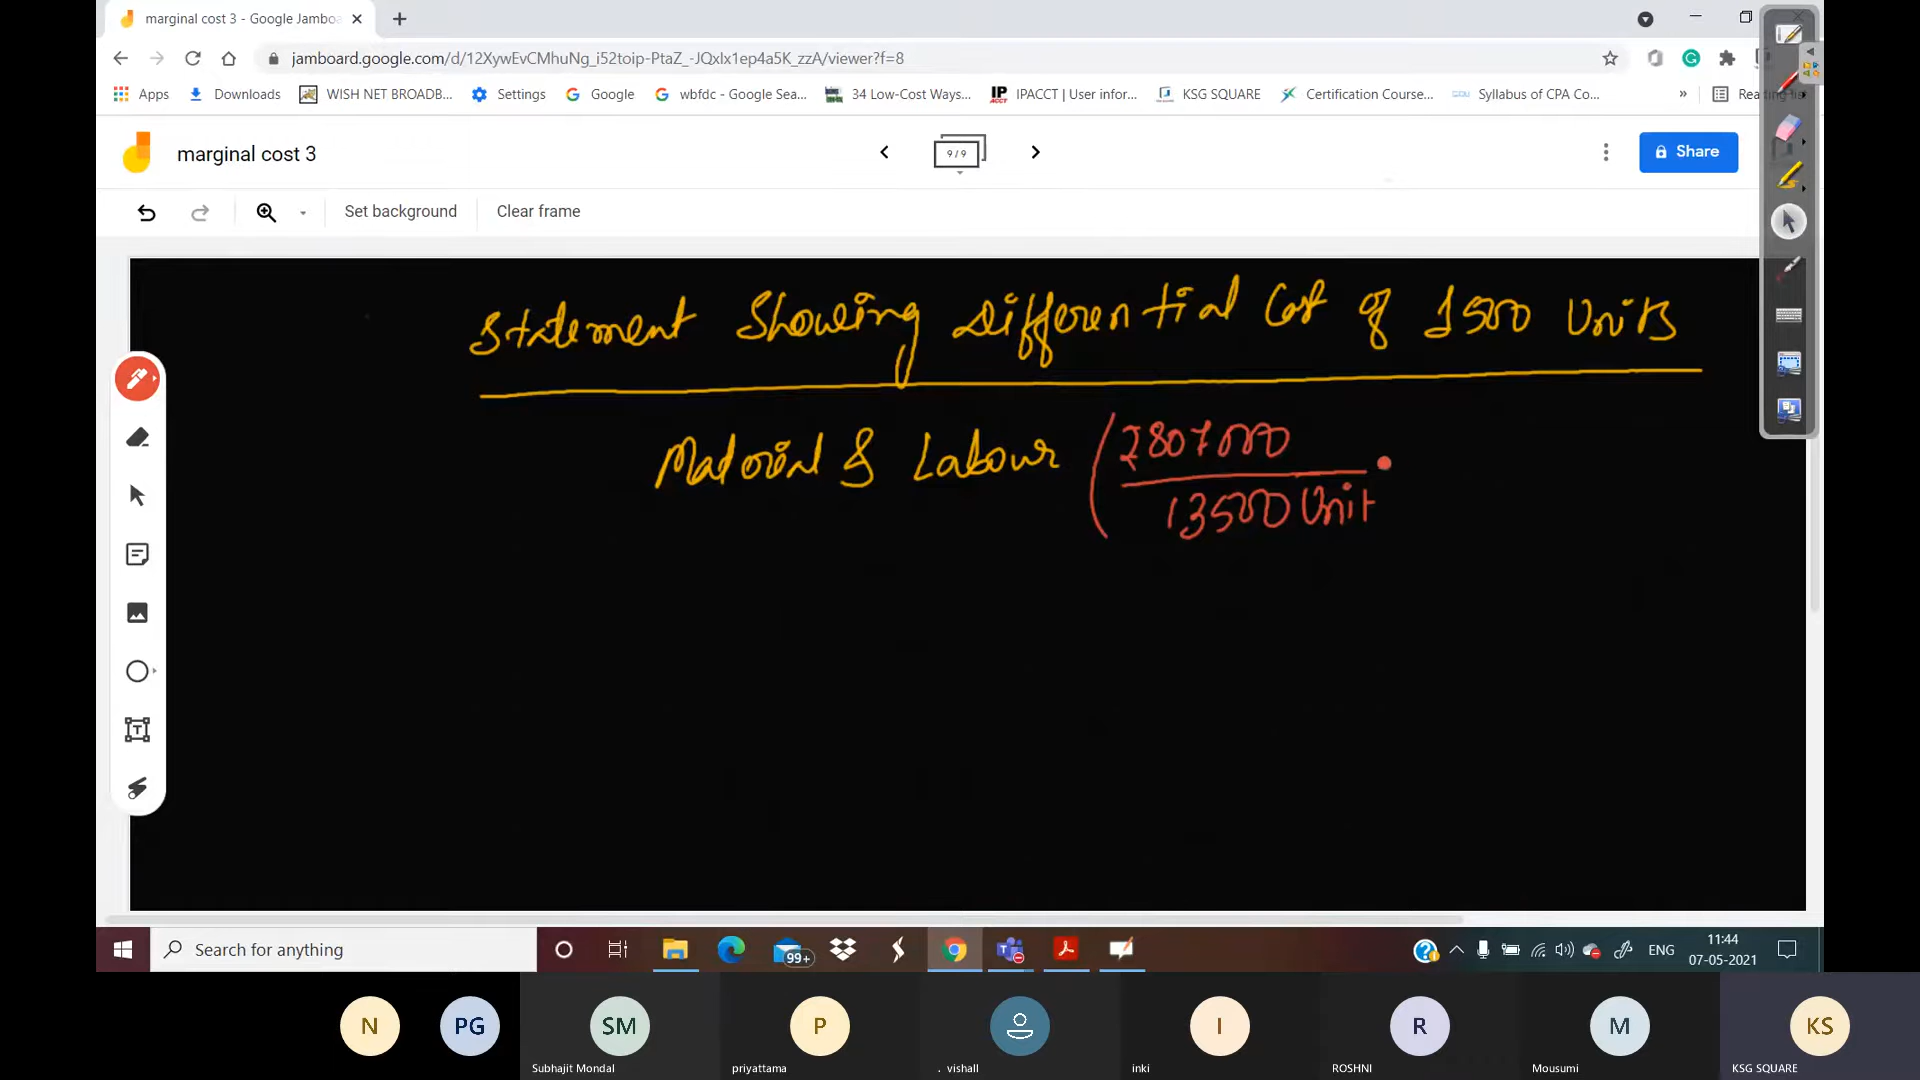 marginal cost 3 - Google Jambo
jamboard.google.com/d/12XywEvCMhuNg_i52toip-PtaZ_-JQxlx1ep4a5K_zzA/viewer?f=8
Apps Downloads WISH NET BROADB... Settings Google wbfdc - Google Sea... 34 Low-Cost Ways... IP ACCT IPACCT | User infor... KSG SQUARE Certification Course... Syllabus of CPA Co... » Reading list
marginal cost 3 9/9 Share
Set background Clear frame
Statement Showing Differential Cost of 1500 Units
Material & Labour ( 2807000
13500 Unit
Search for anything 99+ ENG 11:44
07-05-2021
N PG SM P I R M KS
Subhajit Mondal priyattama . vishall inki ROSHNI Mousumi KSG SQUARE